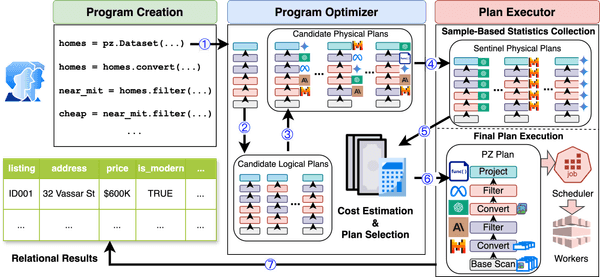 Program Creation
homes = pz.Dataset(...)
homes = homes.convert(...)
near_mit = homes.filter(...)
cheap = near_mit.filter(...)
...
Program Optimizer
①
Candidate Physical Plans
...
...
②
③
Candidate Logical Plans
...
Cost Estimation
&
Plan Selection
Plan Executor
Sample-Based Statistics Collection
④
Sentinel Physical Plans
...
⑤
Final Plan Execution
⑥
PZ Plan
func()
Project
Filter
Convert
Filter
Convert
Base Scan
job
Scheduler
Workers
listing address price Is_modern ...
ID001 32 Vassar St $600K TRUE ...
... ... ... ... ...
Relational Results
⑦